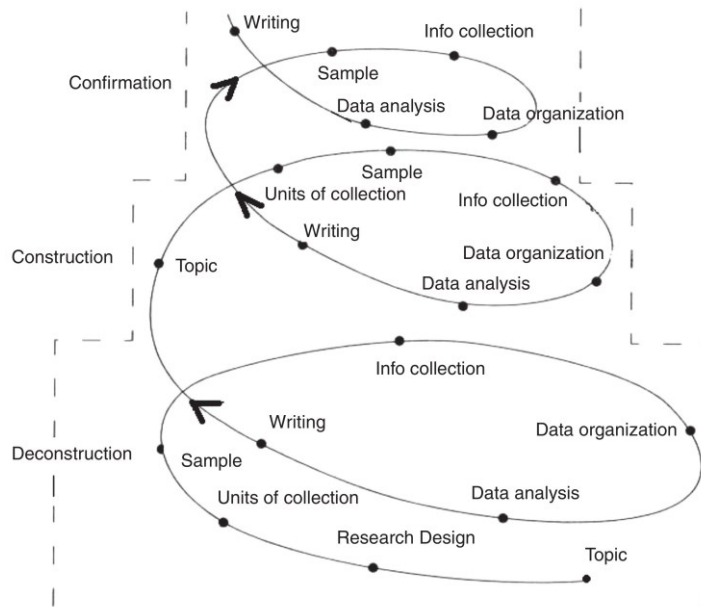 Writing
Info collection
Confirmation
Sample
Data analysis
Data organization
Sample
Units of collection
Info collection
Writing
Construction
Topic
Data organization
Data analysis
Info collection
Writing
Data organization
Deconstruction
Sample
Units of collection
Data analysis
Research Design
Topic